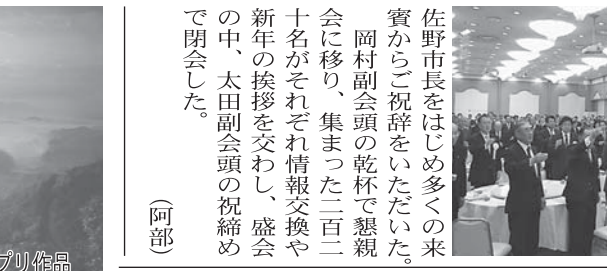 佐野市長をはじめ多くの来
賓からご祝辞をいただいた。
　岡村副会頭の乾杯で懇親
会に移り、集まった二百二
十名がそれぞれ情報交換や
新年の挨拶を交わし、盛会
の中、太田副会頭の祝締め
で閉会した。
（阿部）
プリ作品